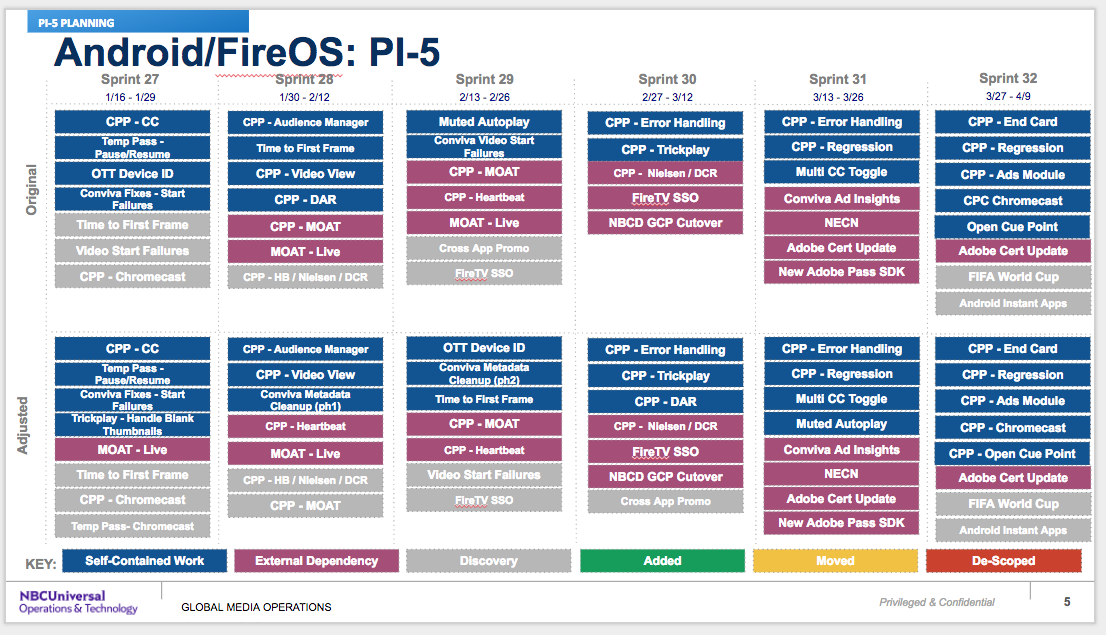 PI-5 PLANNING
Android/FireOS: PI-5
Sprint 27
1/16 - 1/29
Sprint 28
1/30 - 2/12
Sprint 29
2/13 - 2/26
Sprint 30
2/27 - 3/12
Sprint 31
3/13 - 3/26
Sprint 32
3/27 - 4/9
Original
CPP - CC
Temp Pass -
Pause/Resume
OTT Device ID
Conviva Fixes - Start
Failures
Time to First Frame
Video Start Failures
CPP - Chromecast
CPP - Audience Manager
Time to First Frame
CPP - Video View
CPP - DAR
CPP - MOAT
MOAT - Live
CPP - HB / Nielsen / DCR
Muted Autoplay
Conviva Video Start
Failures
CPP - MOAT
CPP - Heartbeat
MOAT - Live
Cross App Promo
FireTV SSO
CPP - Error Handling
CPP - Trickplay
CPP - Nielsen / DCR
FireTV SSO
NBCD GCP Cutover
CPP - Error Handling
CPP - Regression
Multi CC Toggle
Conviva Ad Insights
NECN
Adobe Cert Update
New Adobe Pass SDK
CPP - End Card
CPP - Regression
CPP - Ads Module
CPC Chromecast
Open Cue Point
Adobe Cert Update
FIFA World Cup
Android Instant Apps
Adjusted
CPP - CC
Temp Pass -
Pause/Resume
Conviva Fixes - Start
Failures
Trickplay - Handle Blank
Thumbnails
MOAT - Live
Time to First Frame
CPP - Chromecast
Temp Pass- Chromecast
CPP - Audience Manager
CPP - Video View
Conviva Metadata
Cleanup (ph1)
CPP - Heartbeat
MOAT - Live
CPP - HB / Nielsen / DCR
CPP - MOAT
OTT Device ID
Conviva Metadata
Cleanup (ph2)
Time to First Frame
CPP - MOAT
CPP - Heartbeat
Video Start Failures
FireTV SSO
CPP - Error Handling
CPP - Trickplay
CPP - DAR
CPP - Nielsen / DCR
FireTV SSO
NBCD GCP Cutover
Cross App Promo
CPP - Error Handling
CPP - Regression
Multi CC Toggle
Muted Autoplay
Conviva Ad Insights
NECN
Adobe Cert Update
New Adobe Pass SDK
CPP - End Card
CPP - Regression
CPP - Ads Module
CPP - Chromecast
CPP - Open Cue Point
Adobe Cert Update
FIFA World Cup
Android Instant Apps
KEY:
Self-Contained Work
External Dependency
Discovery
Added
Moved
De-Scoped
NBCUniversal
Operations & Technology
GLOBAL MEDIA OPERATIONS
Privileged & Confidential
5